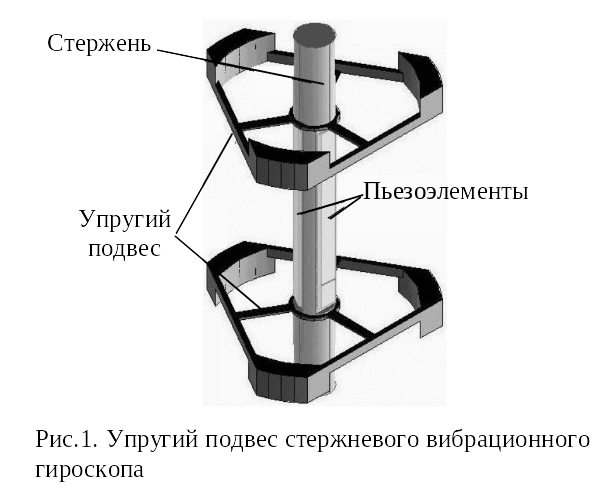 Стержень
Пьезоэлементы
Упругий
подвес
Рис.1. Упругий подвес стержневого вибрационного
гироскопа